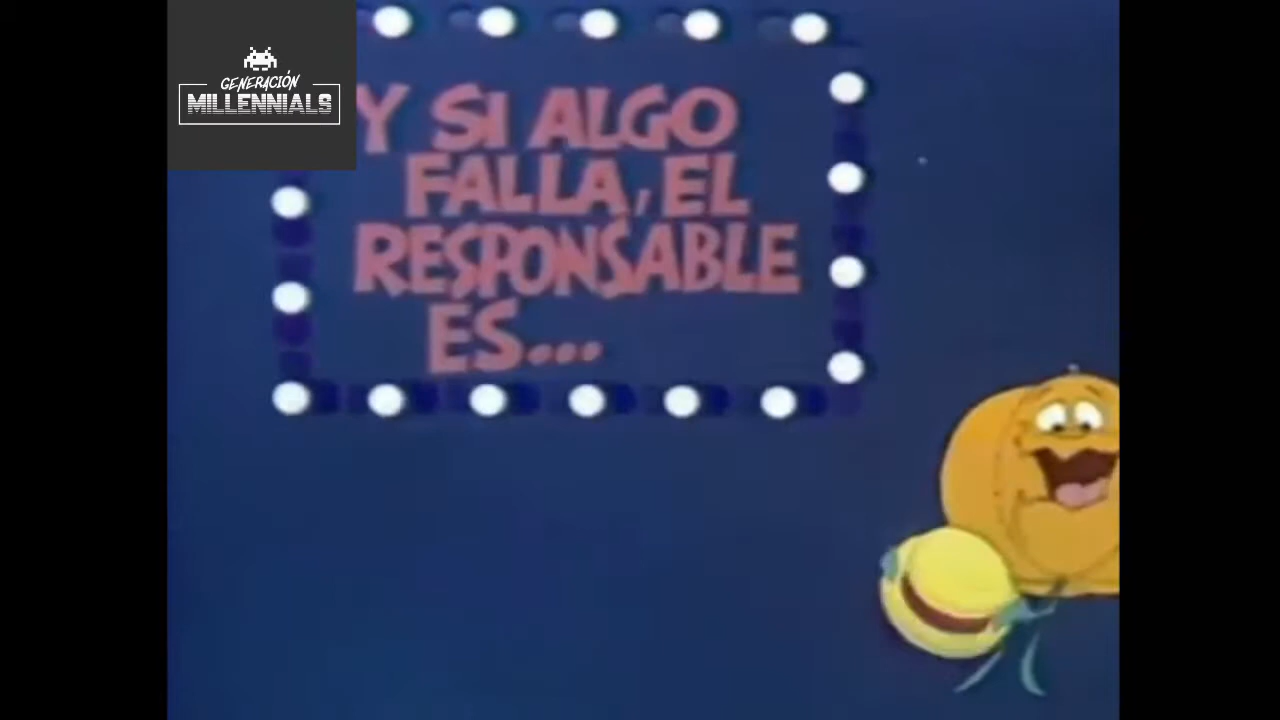 GENERACIÓN
MILLENNIALS
Y SI ALGO
FALLA, EL
RESPONSABLE
ES...